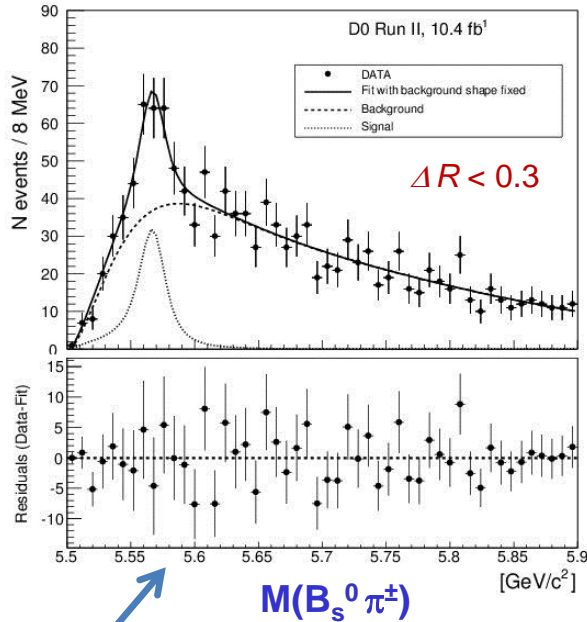 D0 Run II, 10.4 fb¹
DATA
Fit with background shape fixed
Background
Signal
ΔR < 0.3
N events / 8 MeV
90
80
70
60
50
40
30
20
10
0
Residuals (Data-Fit)
15
10
5
0
-5
-10
5.5 5.55 5.6 5.65 5.7 5.75 5.8 5.85 5.9
[GeV/c²]
M(Bₛ⁰ π±)